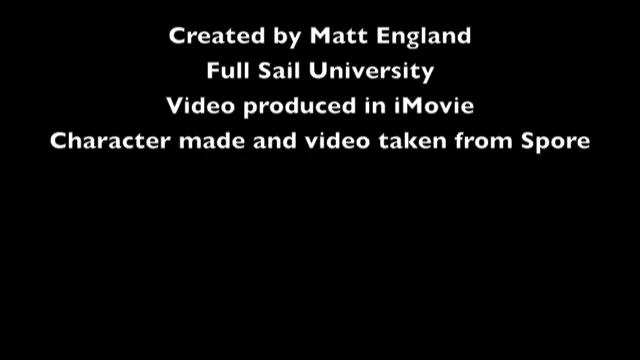 Created by Matt England
Full Sail University
Video produced in iMovie
Character made and video taken from Spore